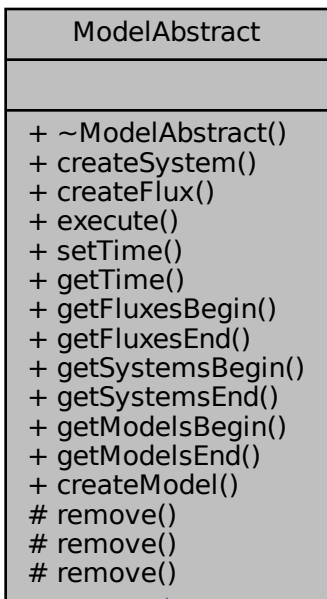 ModelAbstract
+ ~ModelAbstract()
+ createSystem()
+ createFlux()
+ execute()
+ setTime()
+ getTime()
+ getFluxesBegin()
+ getFluxesEnd()
+ getSystemsBegin()
+ getSystemsEnd()
+ getModelsBegin()
+ getModelsEnd()
+ createModel()
# remove()
# remove()
# remove()